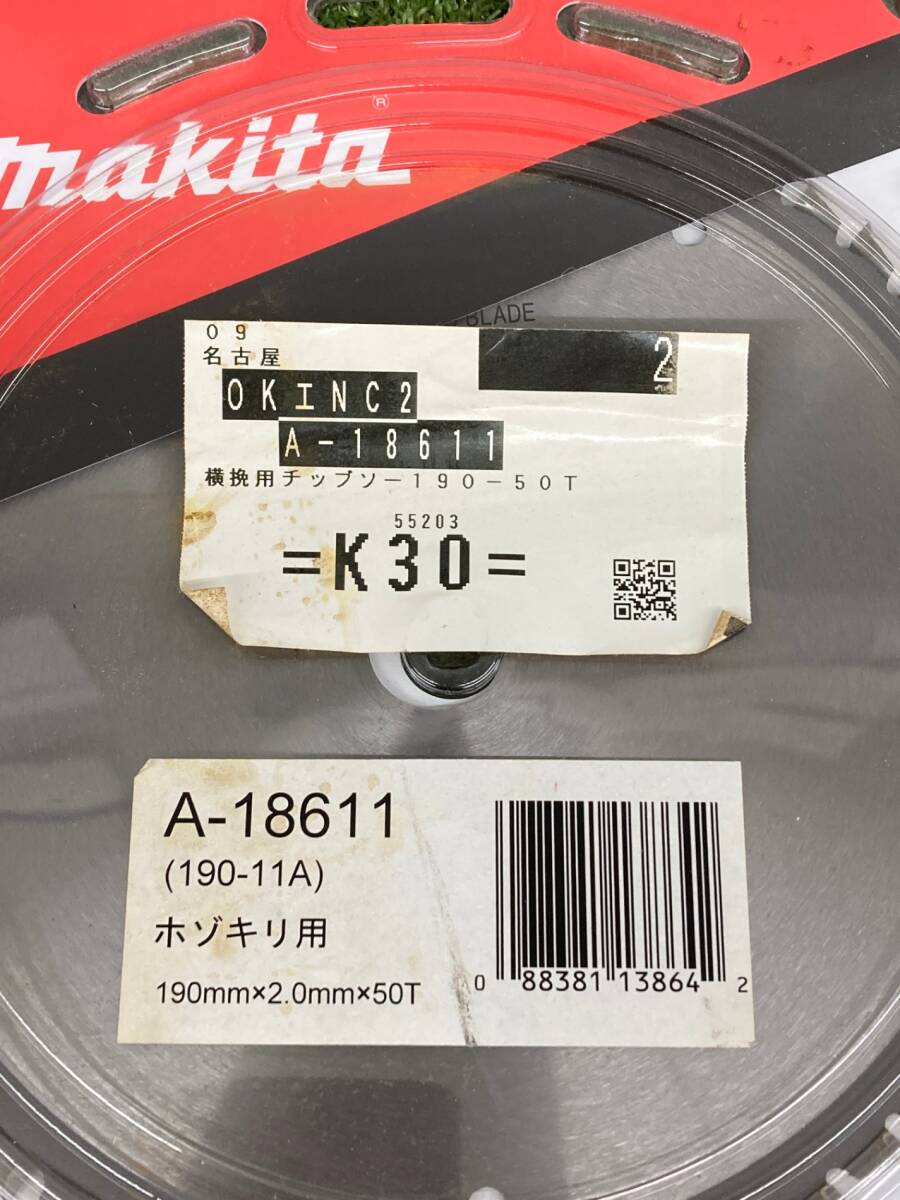 makita®
BLADE
09
名古屋
2
OKINC2
A-18611
横挽用チップソー190-50T
55203
=K30=
A-18611
(190-11A)
ホゾキリ用
190mm×2.0mm×50T
0 88381 13864 2